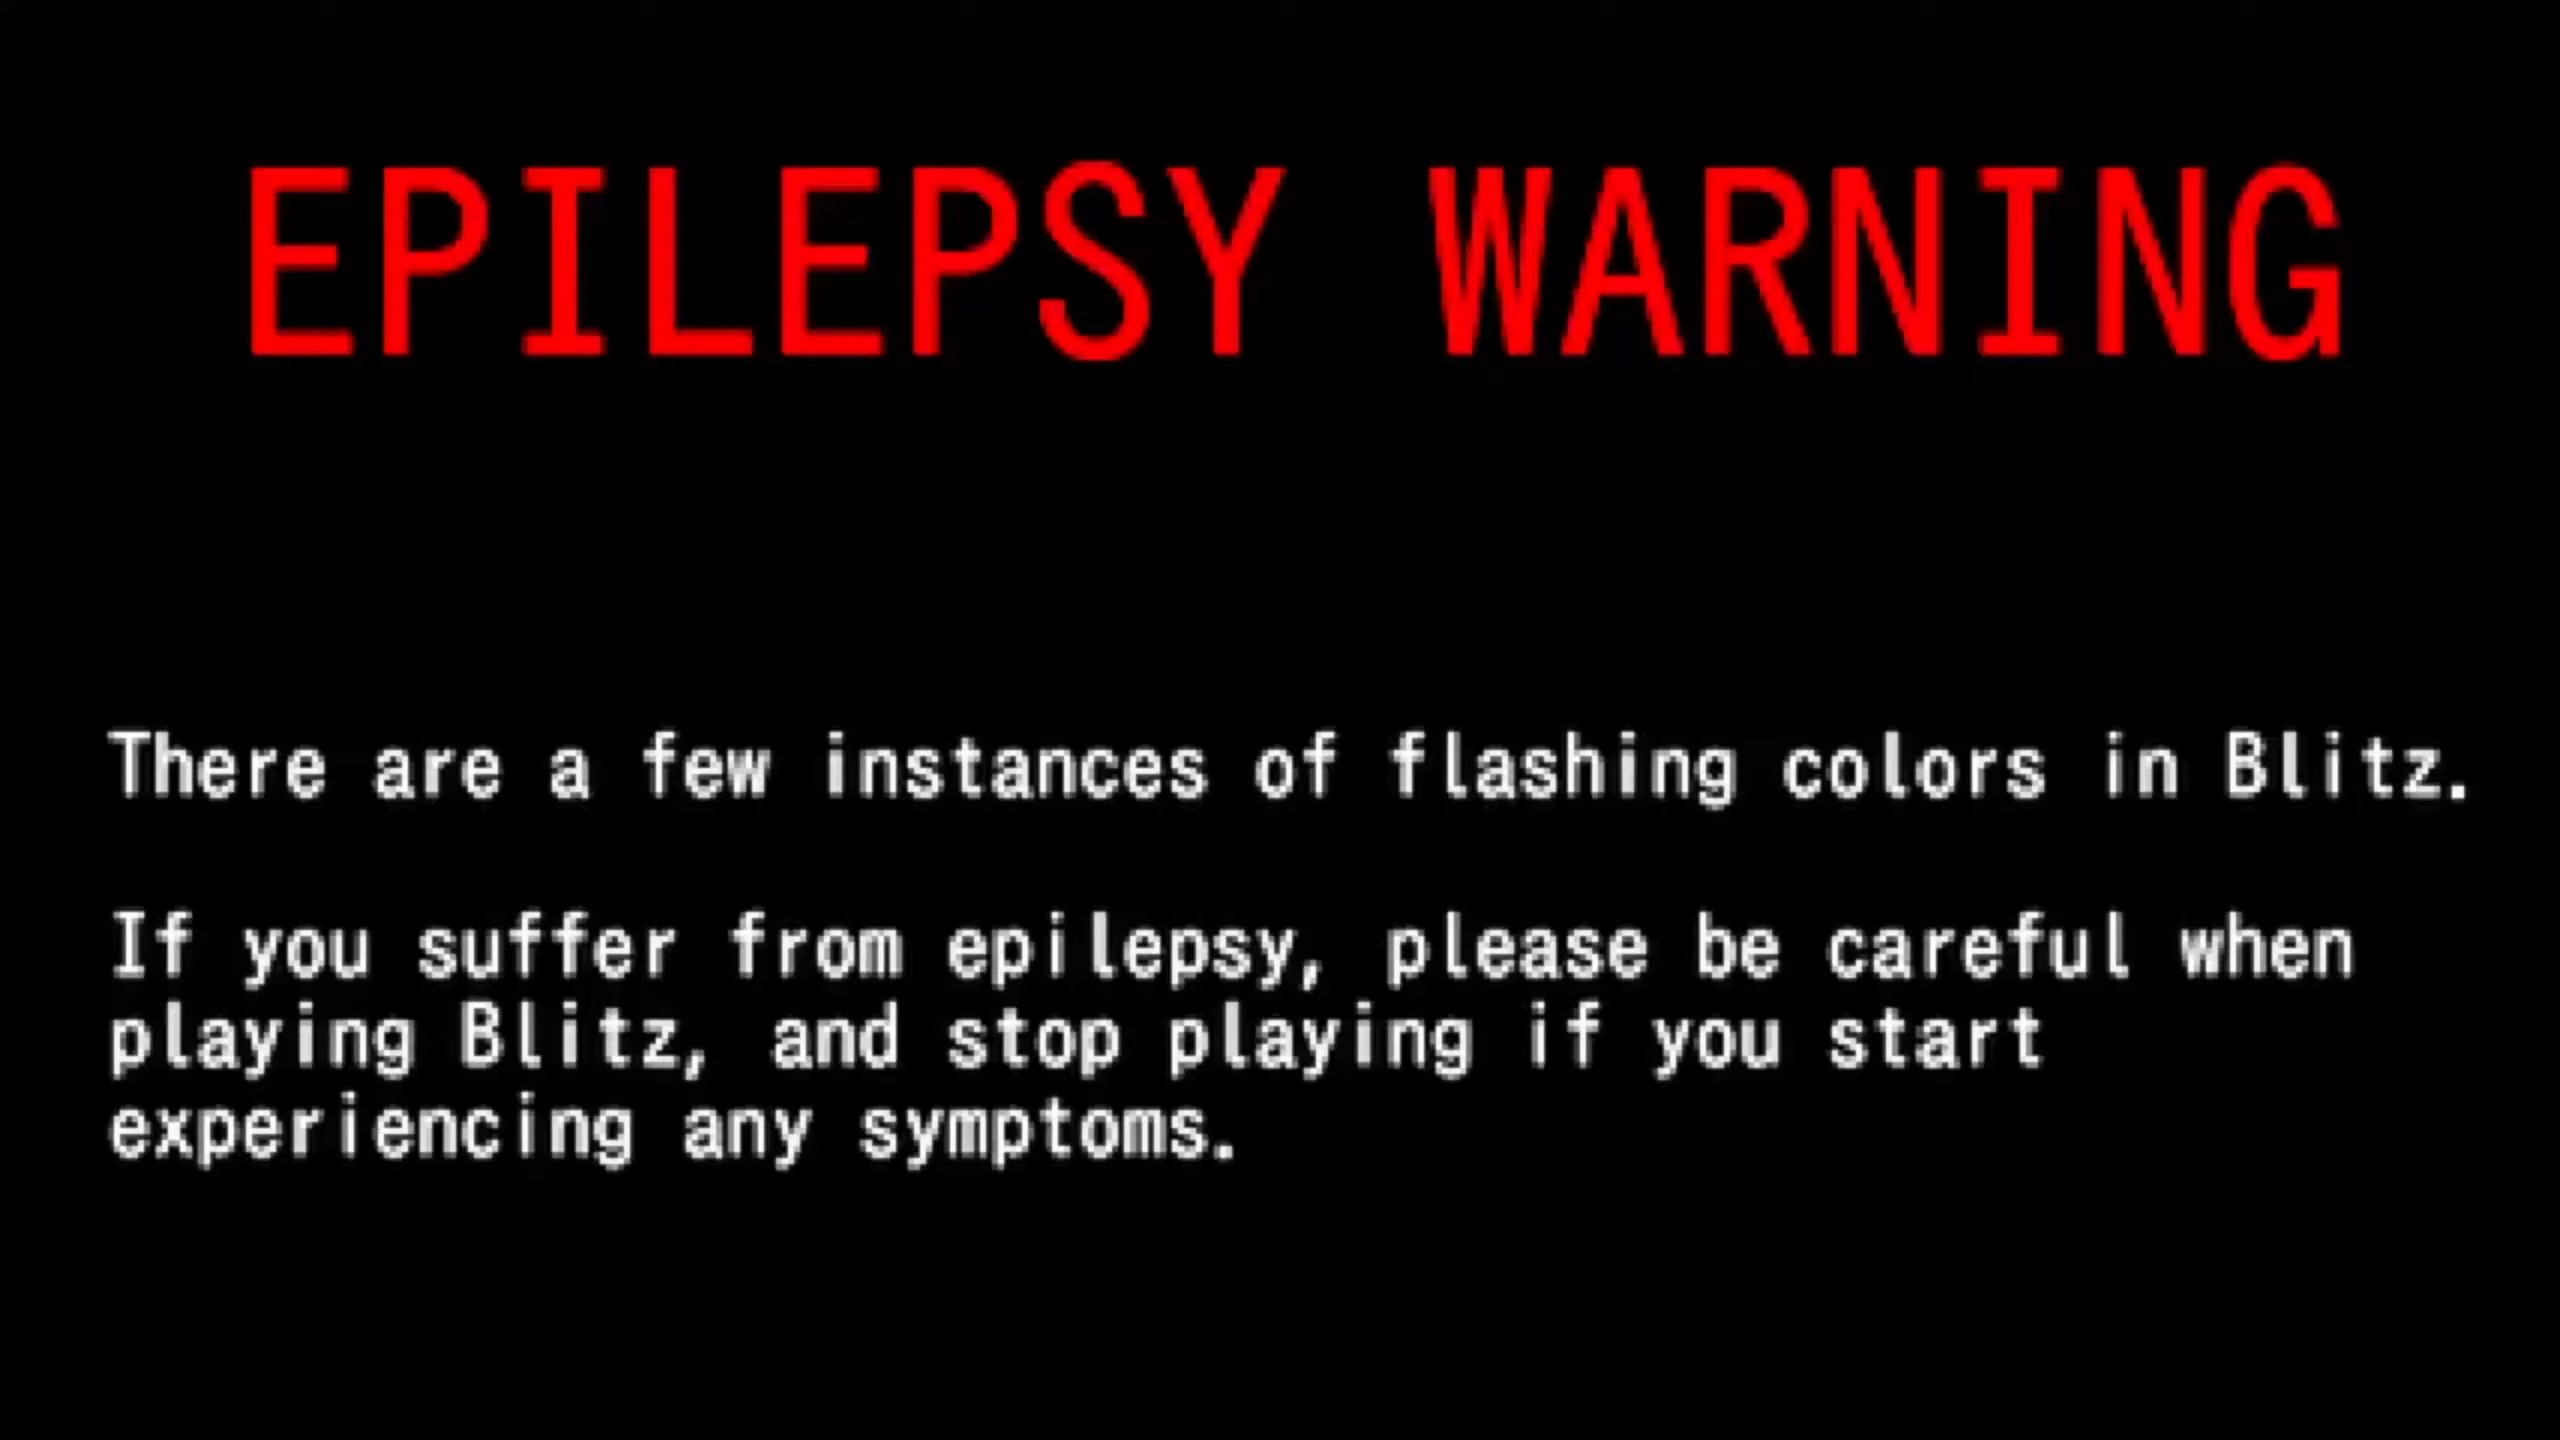 EPILEPSY WARNING
There are a few instances of flashing colors in Blitz.
If you suffer from epilepsy, please be careful when
playing Blitz, and stop playing if you start
experiencing any symptoms.